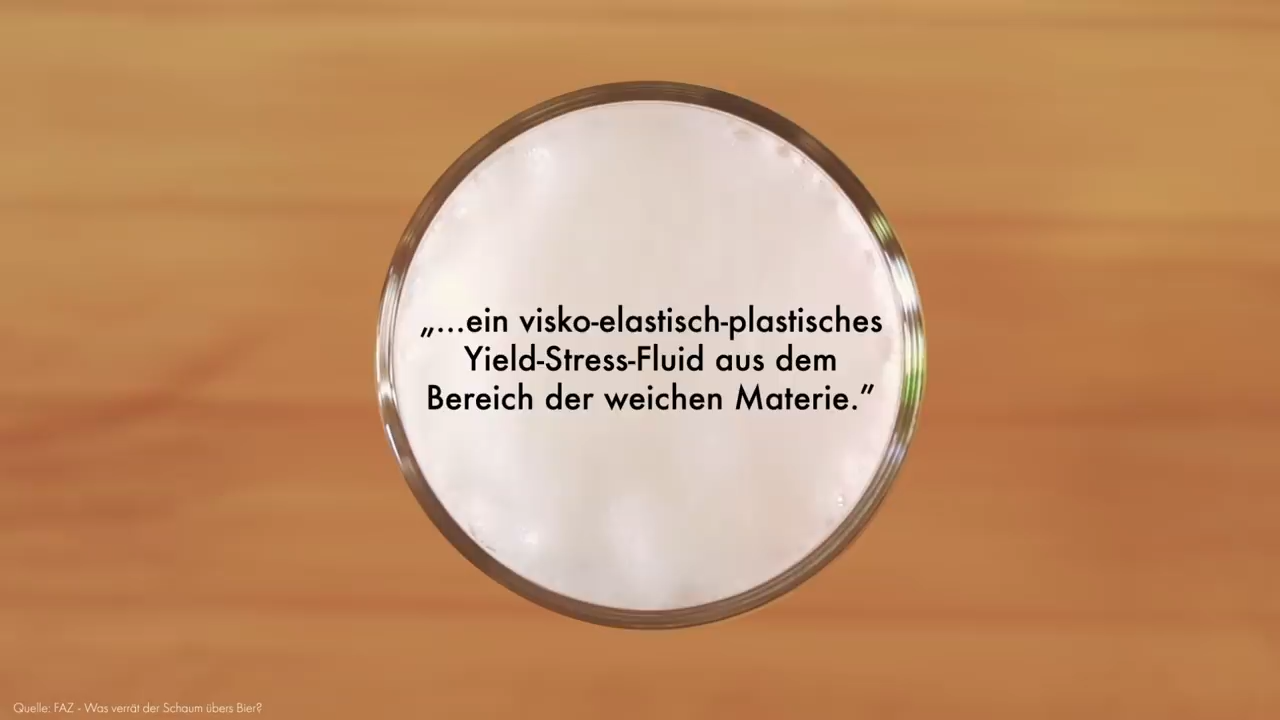 „...ein visko-elastisch-plastisches
Yield-Stress-Fluid aus dem
Bereich der weichen Materie.”
Quelle: FAZ - Was verrät der Schaum übers Bier?